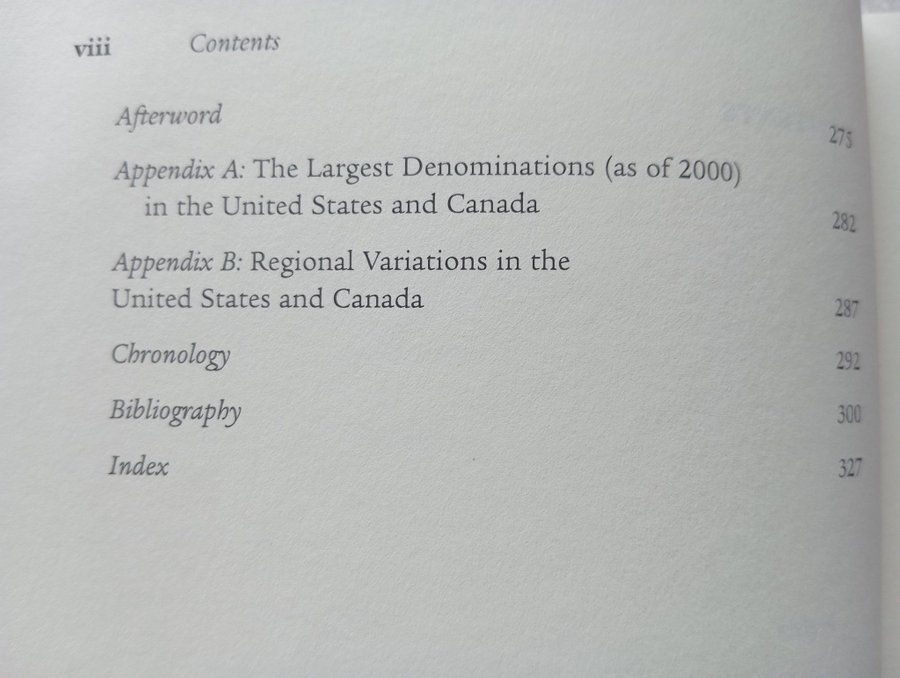 viii Contents
Afterword 275
Appendix A: The Largest Denominations (as of 2000)
in the United States and Canada 282
Appendix B: Regional Variations in the
United States and Canada 287
Chronology 292
Bibliography 300
Index 327